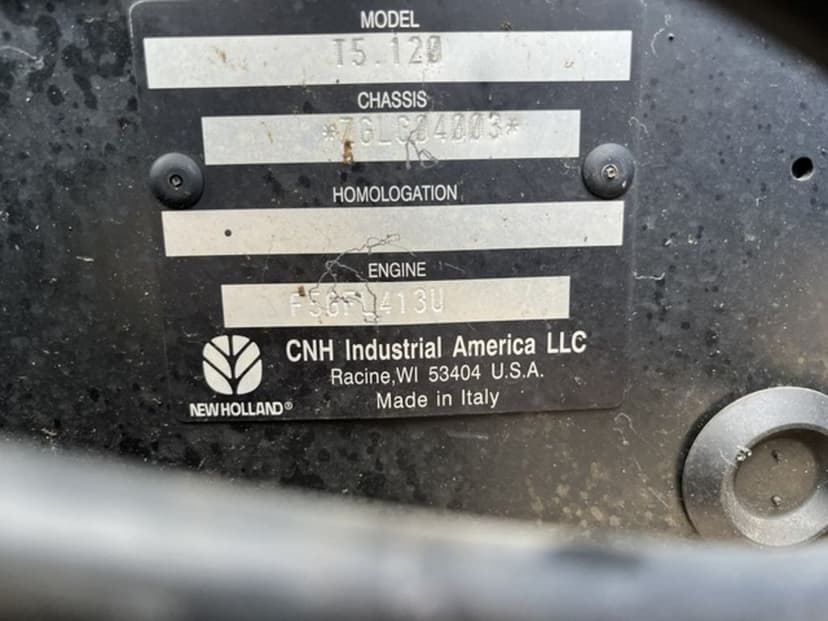 MODEL
T5.120
CHASSIS
HOMOLOGATION
ENGINE
CNH Industrial America LLC
Racine,WI 53404 U.S.A.
Made in Italy
NEW HOLLAND®